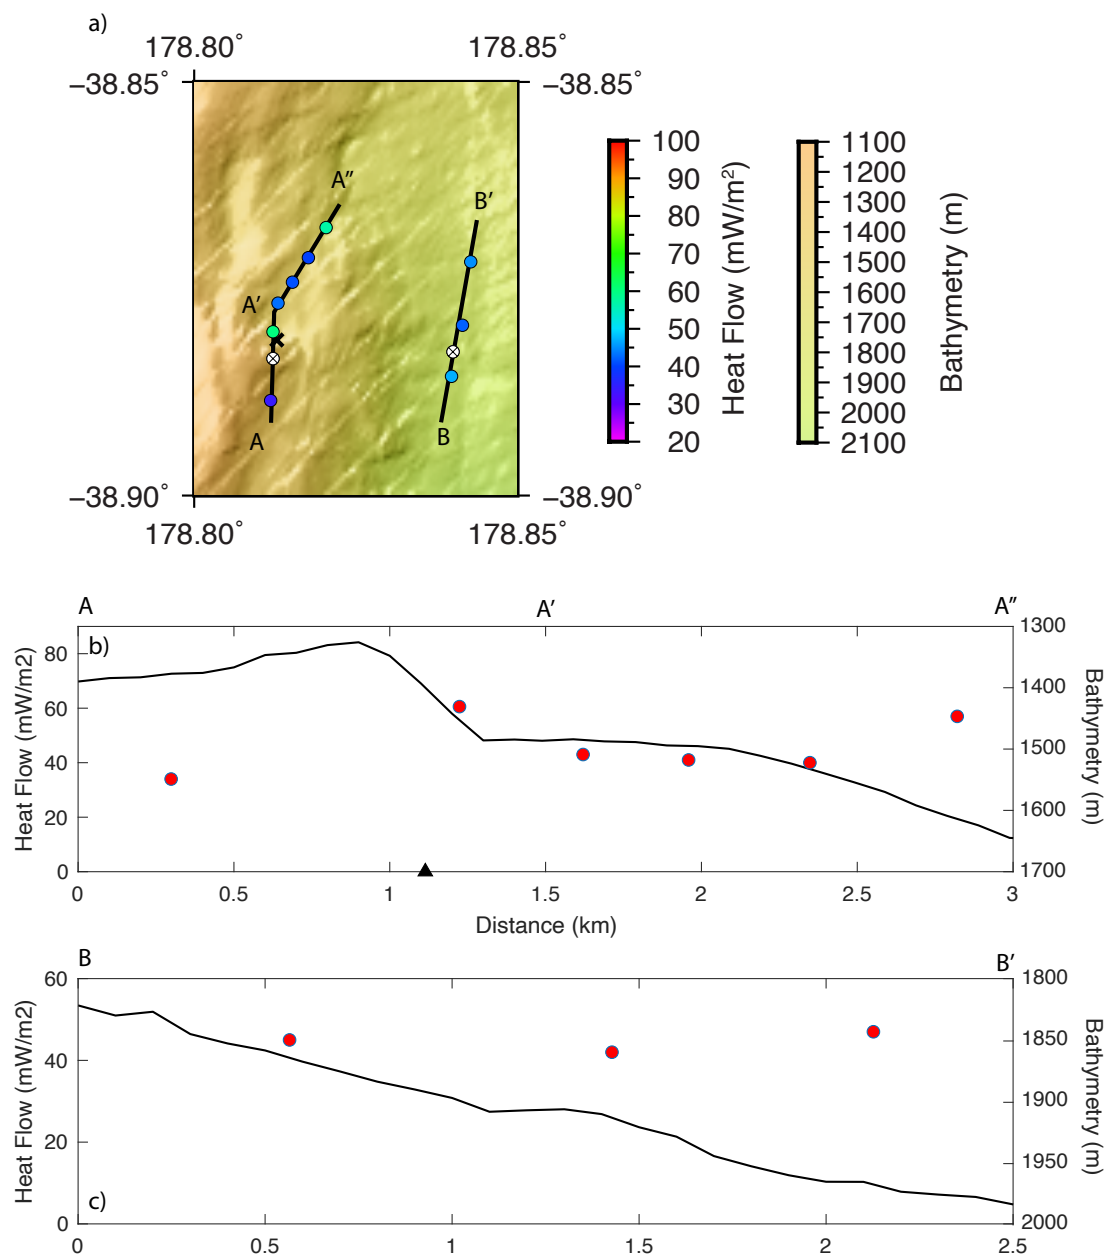 a)
178.80° 178.85°
−38.85° −38.85°
A″
B′
A′
A
B
−38.90° −38.90°
178.80° 178.85°
100
90
80
70
60
50
40
30
20
Heat Flow (mW/m²)
1100
1200
1300
1400
1500
1600
1700
1800
1900
2000
2100
Bathymetry (m)
A A′ A″
b)
80
60
40
20
0
Heat Flow (mW/m2)
1300
1400
1500
1600
1700
Bathymetry (m)
0 0.5 1 1.5 2 2.5 3
Distance (km)
B B′
60
40
20
0
Heat Flow (mW/m2)
c)
1800
1850
1900
1950
2000
Bathymetry (m)
0 0.5 1 1.5 2 2.5